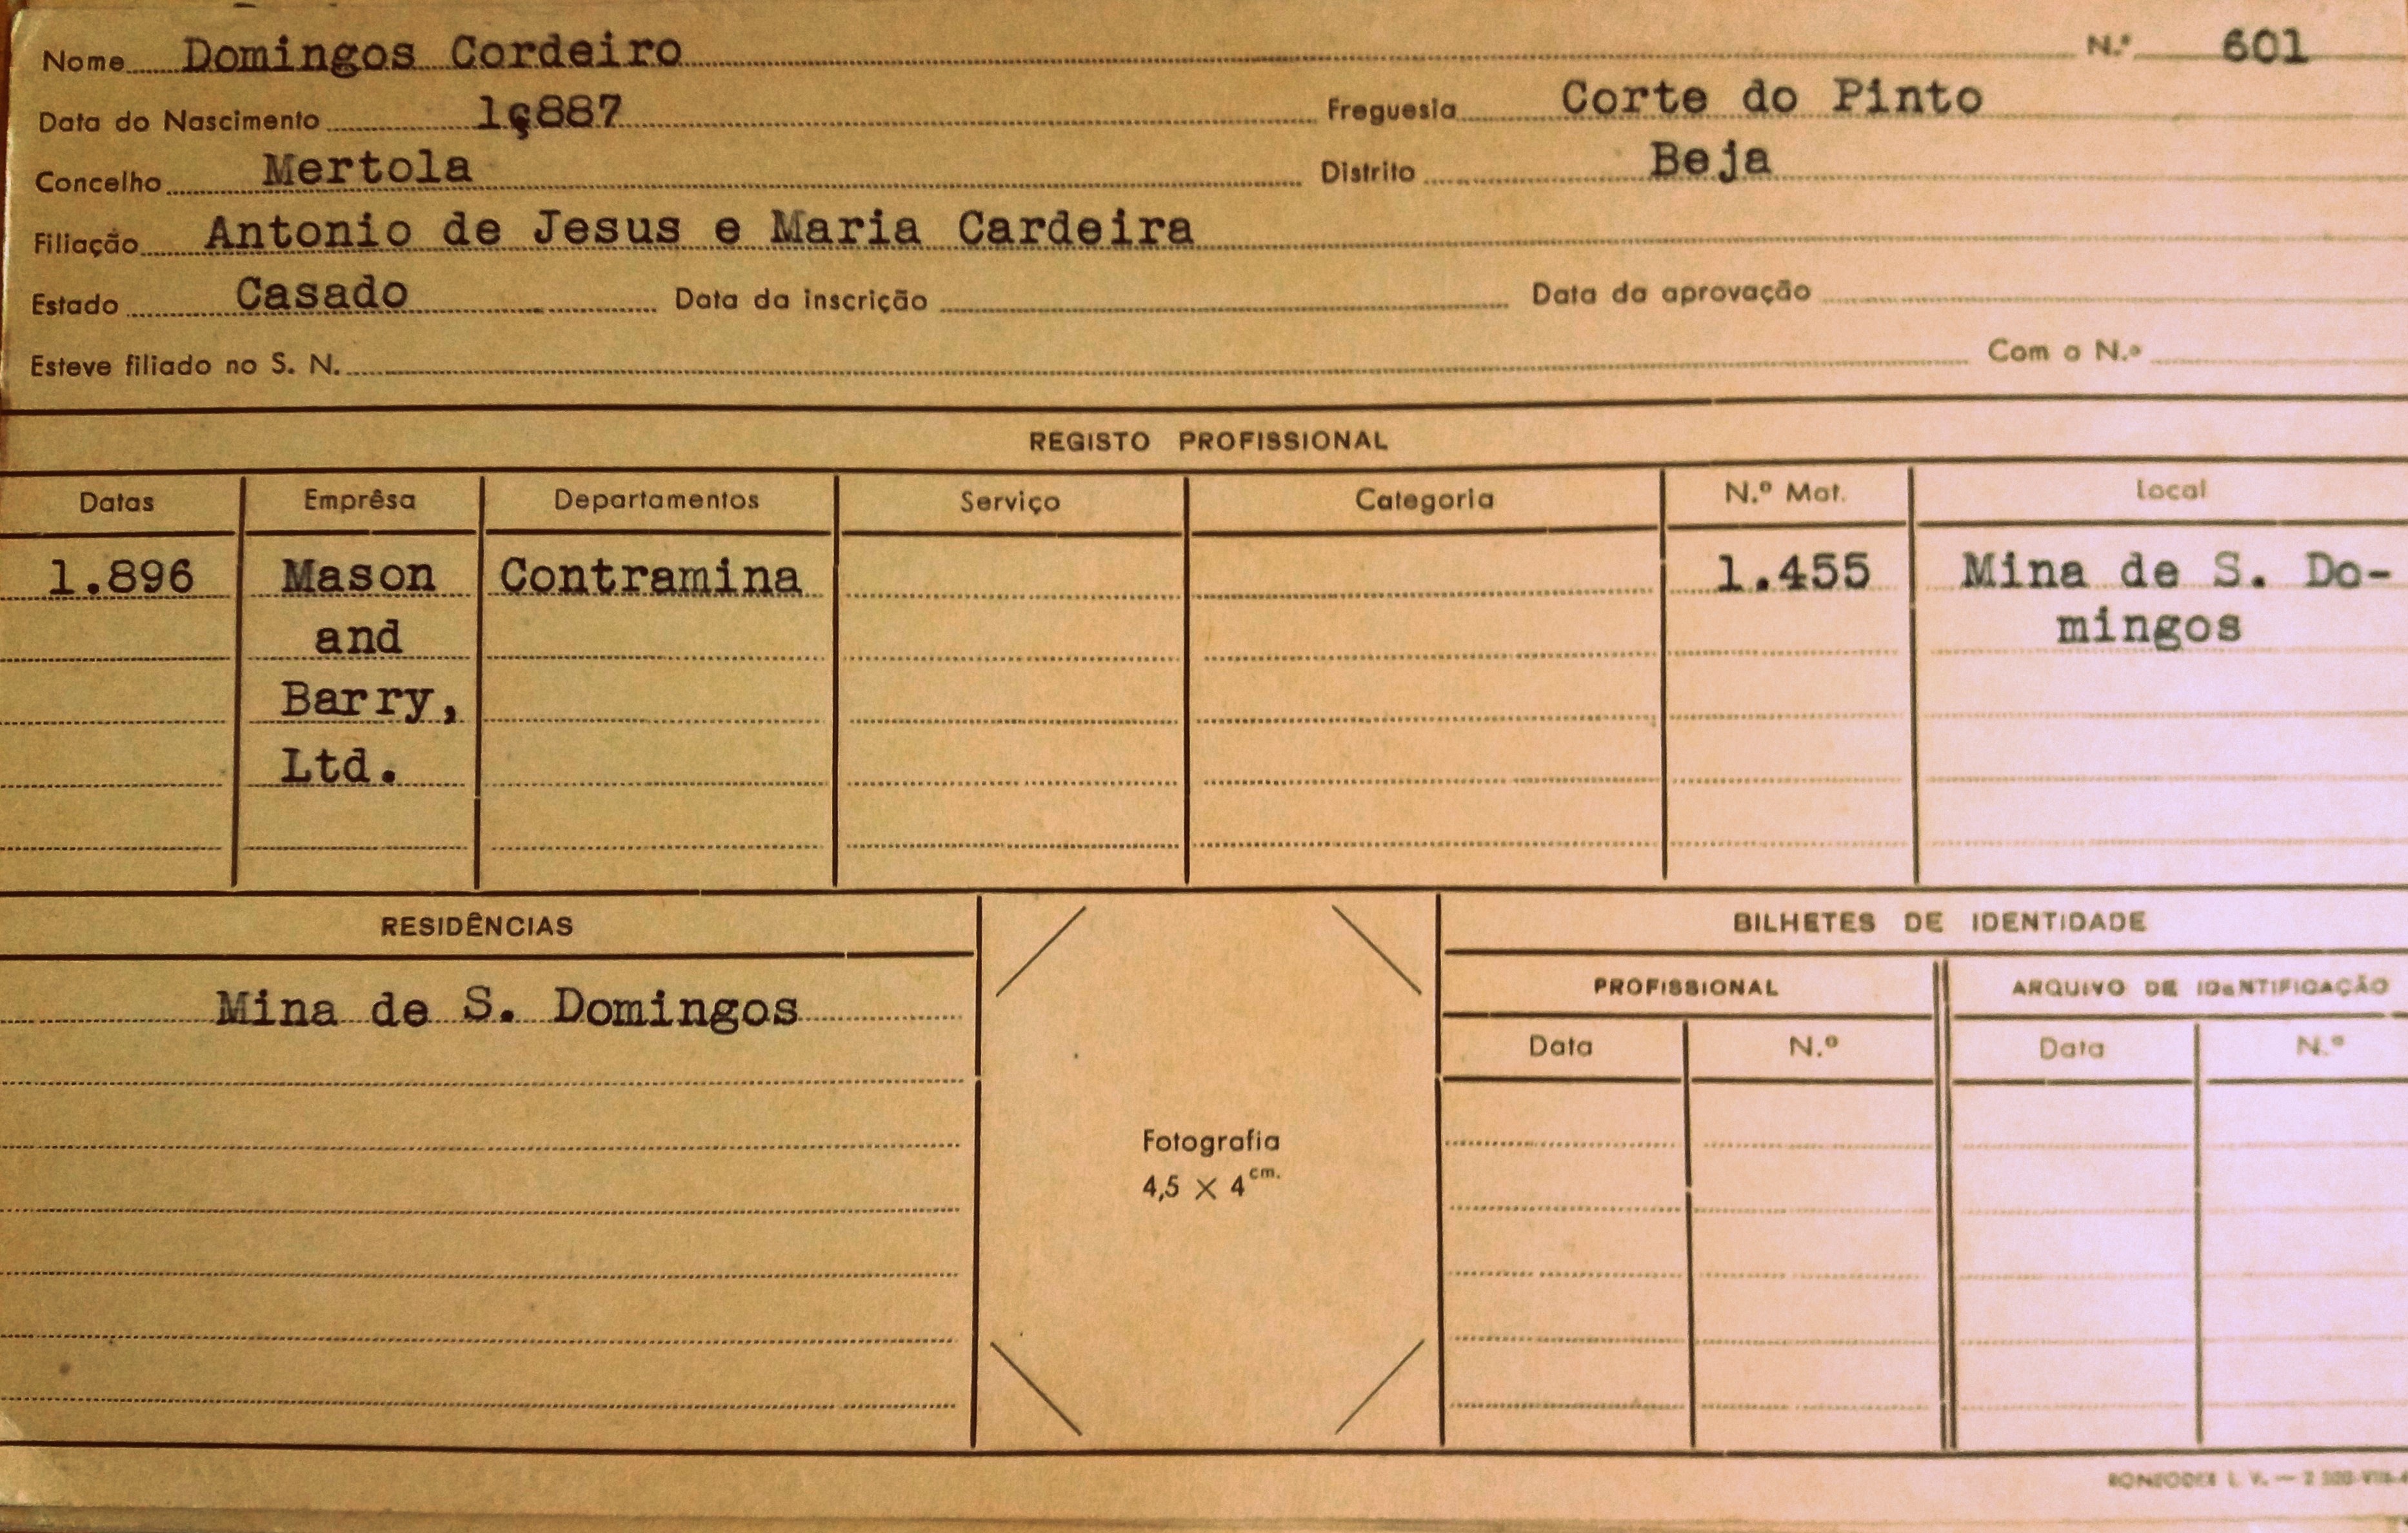 Nome Domingos Cordeiro N.º 601
Data do Nascimento 1ç887 Freguesia Corte do Pinto
Concelho Mertola Distrito Beja
Filiação Antonio de Jesus e Maria Cardeira
Estado Casado Data da inscrição Data da aprovação
Esteve filiado no S. N. Com o N.º
REGISTO PROFISSIONAL
Datas Emprêsa Departamentos Serviço Categoria N.º Mat. Local
1.896 Mason Contramina 1.455 Mina de S. Do-
and mingos
Barry,
Ltd.
RESIDÊNCIAS BILHETES DE IDENTIDADE
PROFISSIONAL ARQUIVO DE IDENTIFICAÇÃO
Mina de S. Domingos
Data N.º Data N.º
Fotografia
4,5 × 4 cm.